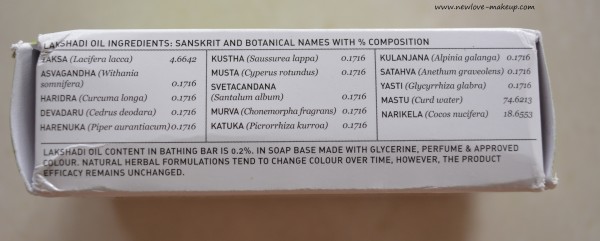 www.newlove-makeup.com
LAKSHADI OIL INGREDIENTS: SANSKRIT AND BOTANICAL NAMES WITH % COMPOSITION
LAKSA (Lacifera lacca) 4.6642
ASVAGANDHA (Withania
somnifera) 0.1716
HARIDRA (Curcuma longa) 0.1716
DEVADARU (Cedrus deodara) 0.1716
HARENUKA (Piper aurantiacum) 0.1716
KUSTHA (Saussurea lappa) 0.1716
MUSTA (Cyperus rotundus) 0.1716
SVETACANDANA
(Santalum album) 0.1716
MURVA (Chonemorpha fragrans) 0.1716
KATUKA (Picrorrhiza kurroa) 0.1716
KULANJANA (Alpinia galanga) 0.1716
SATAHVA (Anethum graveolens) 0.1716
YASTI (Glycyrrhiza glabra) 0.1716
MASTU (Curd water) 74.6213
NARIKELA (Cocos nucifera) 18.6553
LAKSHADI OIL CONTENT IN BATHING BAR IS 0.2%. IN SOAP BASE MADE WITH GLYCERINE, PERFUME & APPROVED
COLOUR. NATURAL HERBAL FORMULATIONS TEND TO CHANGE COLOUR OVER TIME, HOWEVER, THE PRODUCT
EFFICACY REMAINS UNCHANGED.